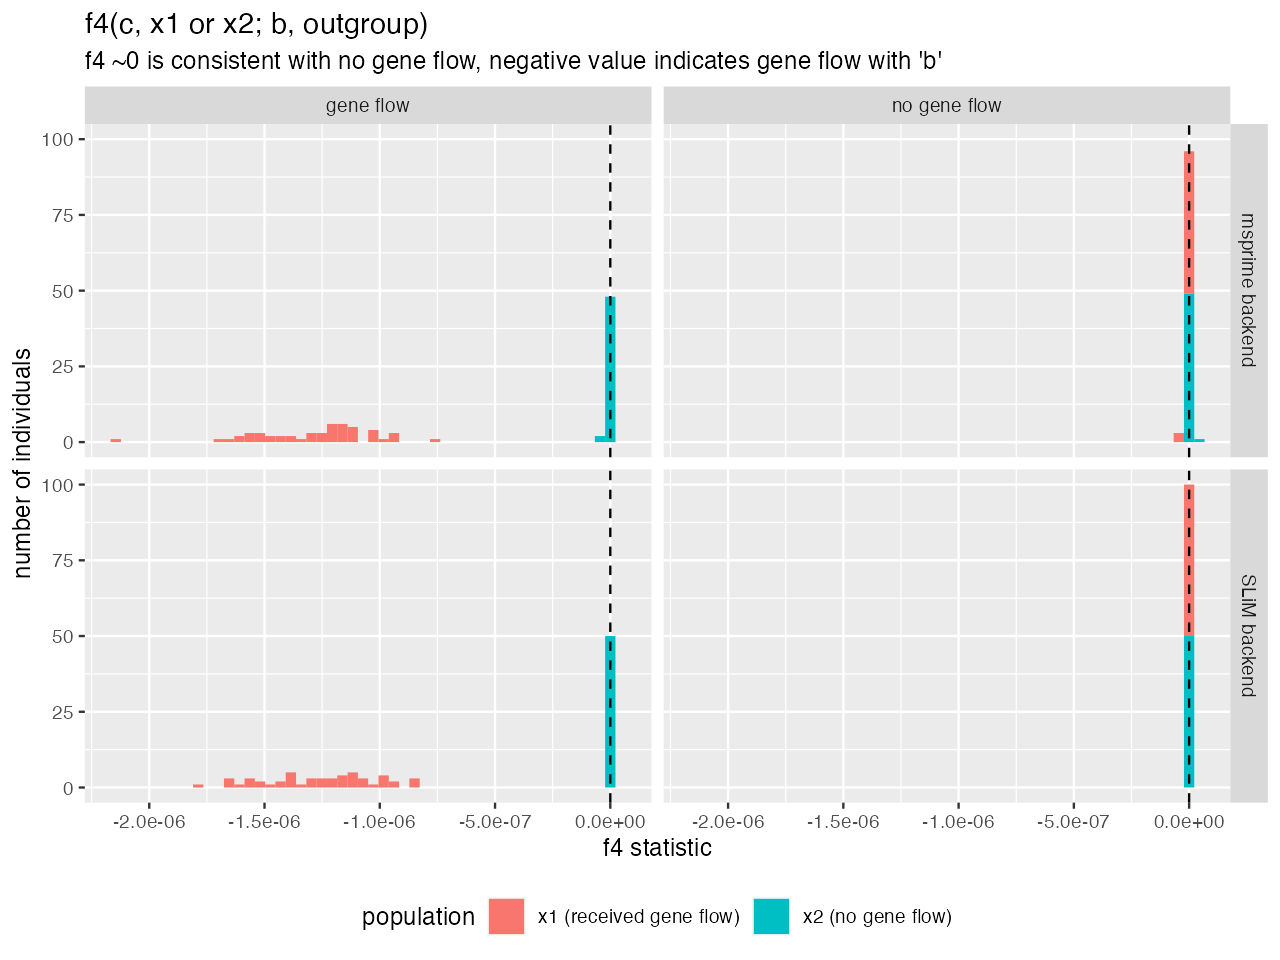 f4(c, x1 or x2; b, outgroup)
f4 ~0 is consistent with no gene flow, negative value indicates gene flow with 'b'
gene flow
no gene flow
number of individuals
100
75
50
25
0
msprime backend
100
75
50
25
0
SLiM backend
-2.0e-06 -1.5e-06 -1.0e-06 -5.0e-07 0.0e+00
-2.0e-06 -1.5e-06 -1.0e-06 -5.0e-07 0.0e+00
f4 statistic
population x1 (received gene flow) x2 (no gene flow)